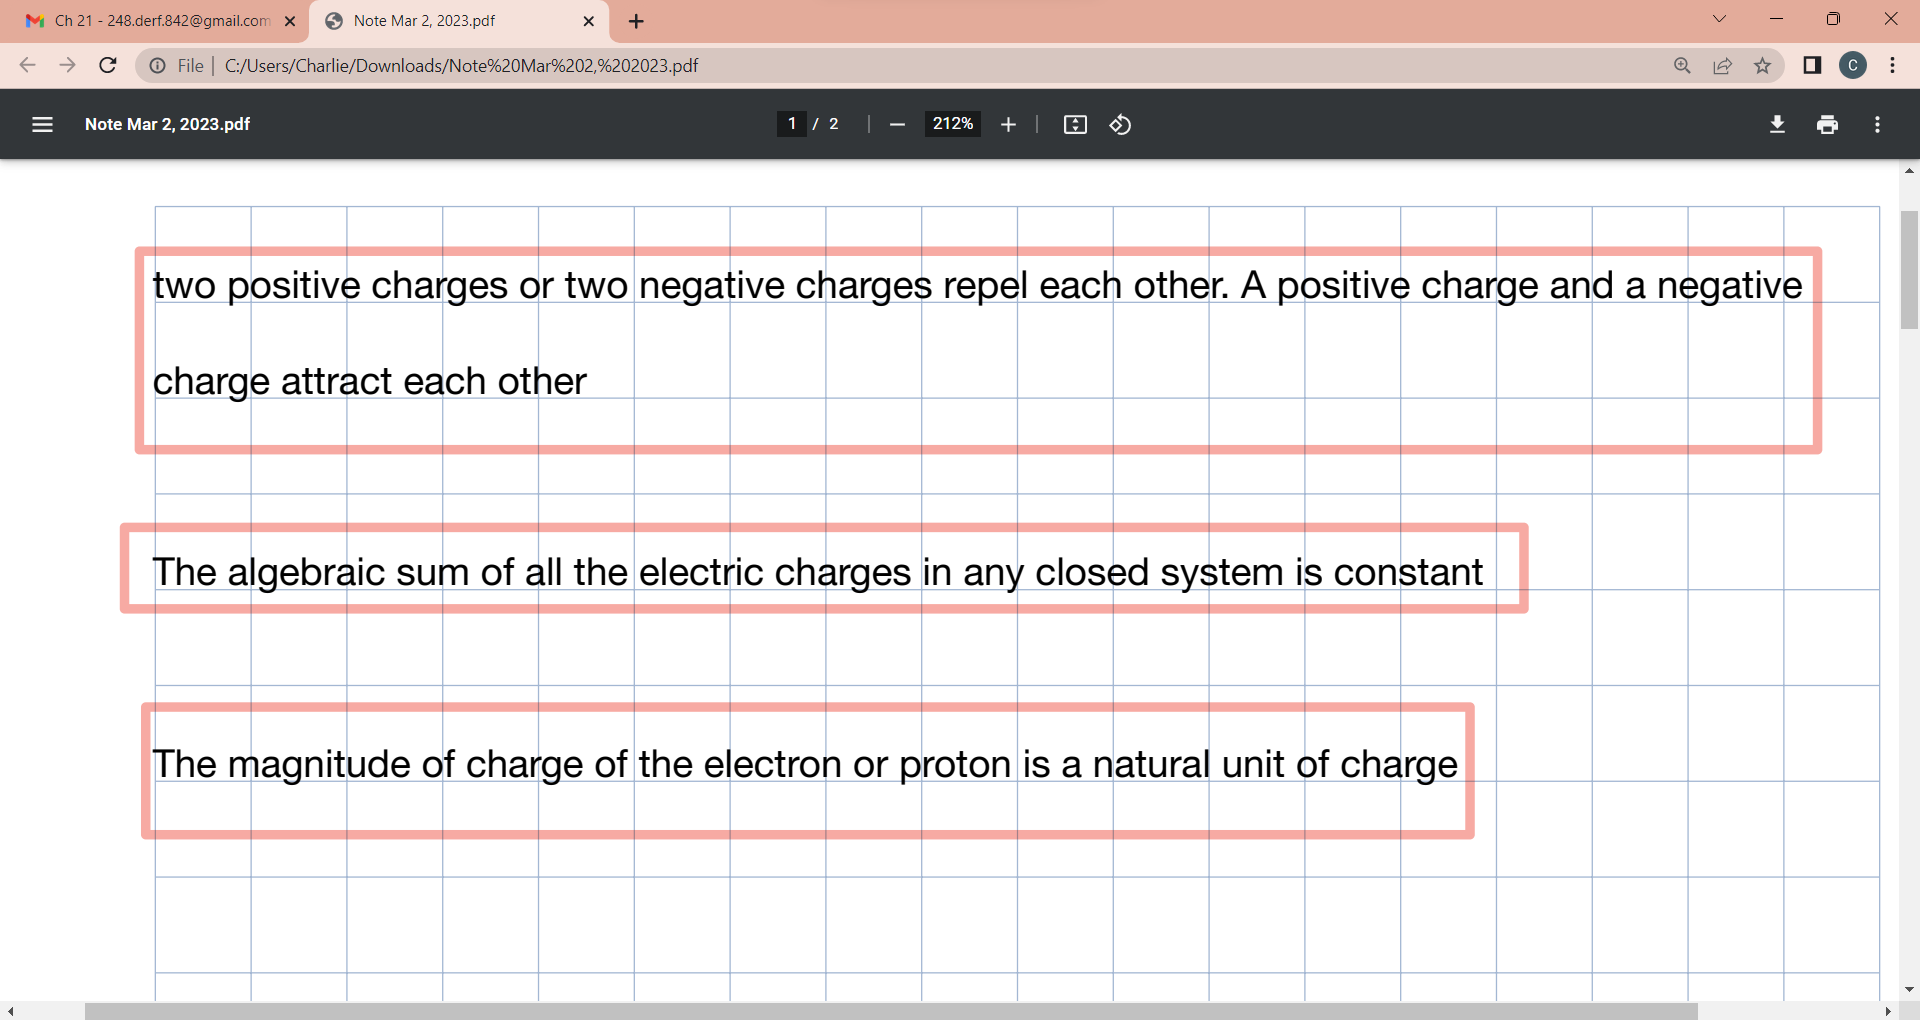 Ch 21 - 248.derf.842@gmail.com
Note Mar 2, 2023.pdf
File | C:/Users/Charlie/Downloads/Note%20Mar%202,%202023.pdf
C
Note Mar 2, 2023.pdf
1 / 2
212%
two positive charges or two negative charges repel each other. A positive charge and a negative
charge attract each other
The algebraic sum of all the electric charges in any closed system is constant
The magnitude of charge of the electron or proton is a natural unit of charge